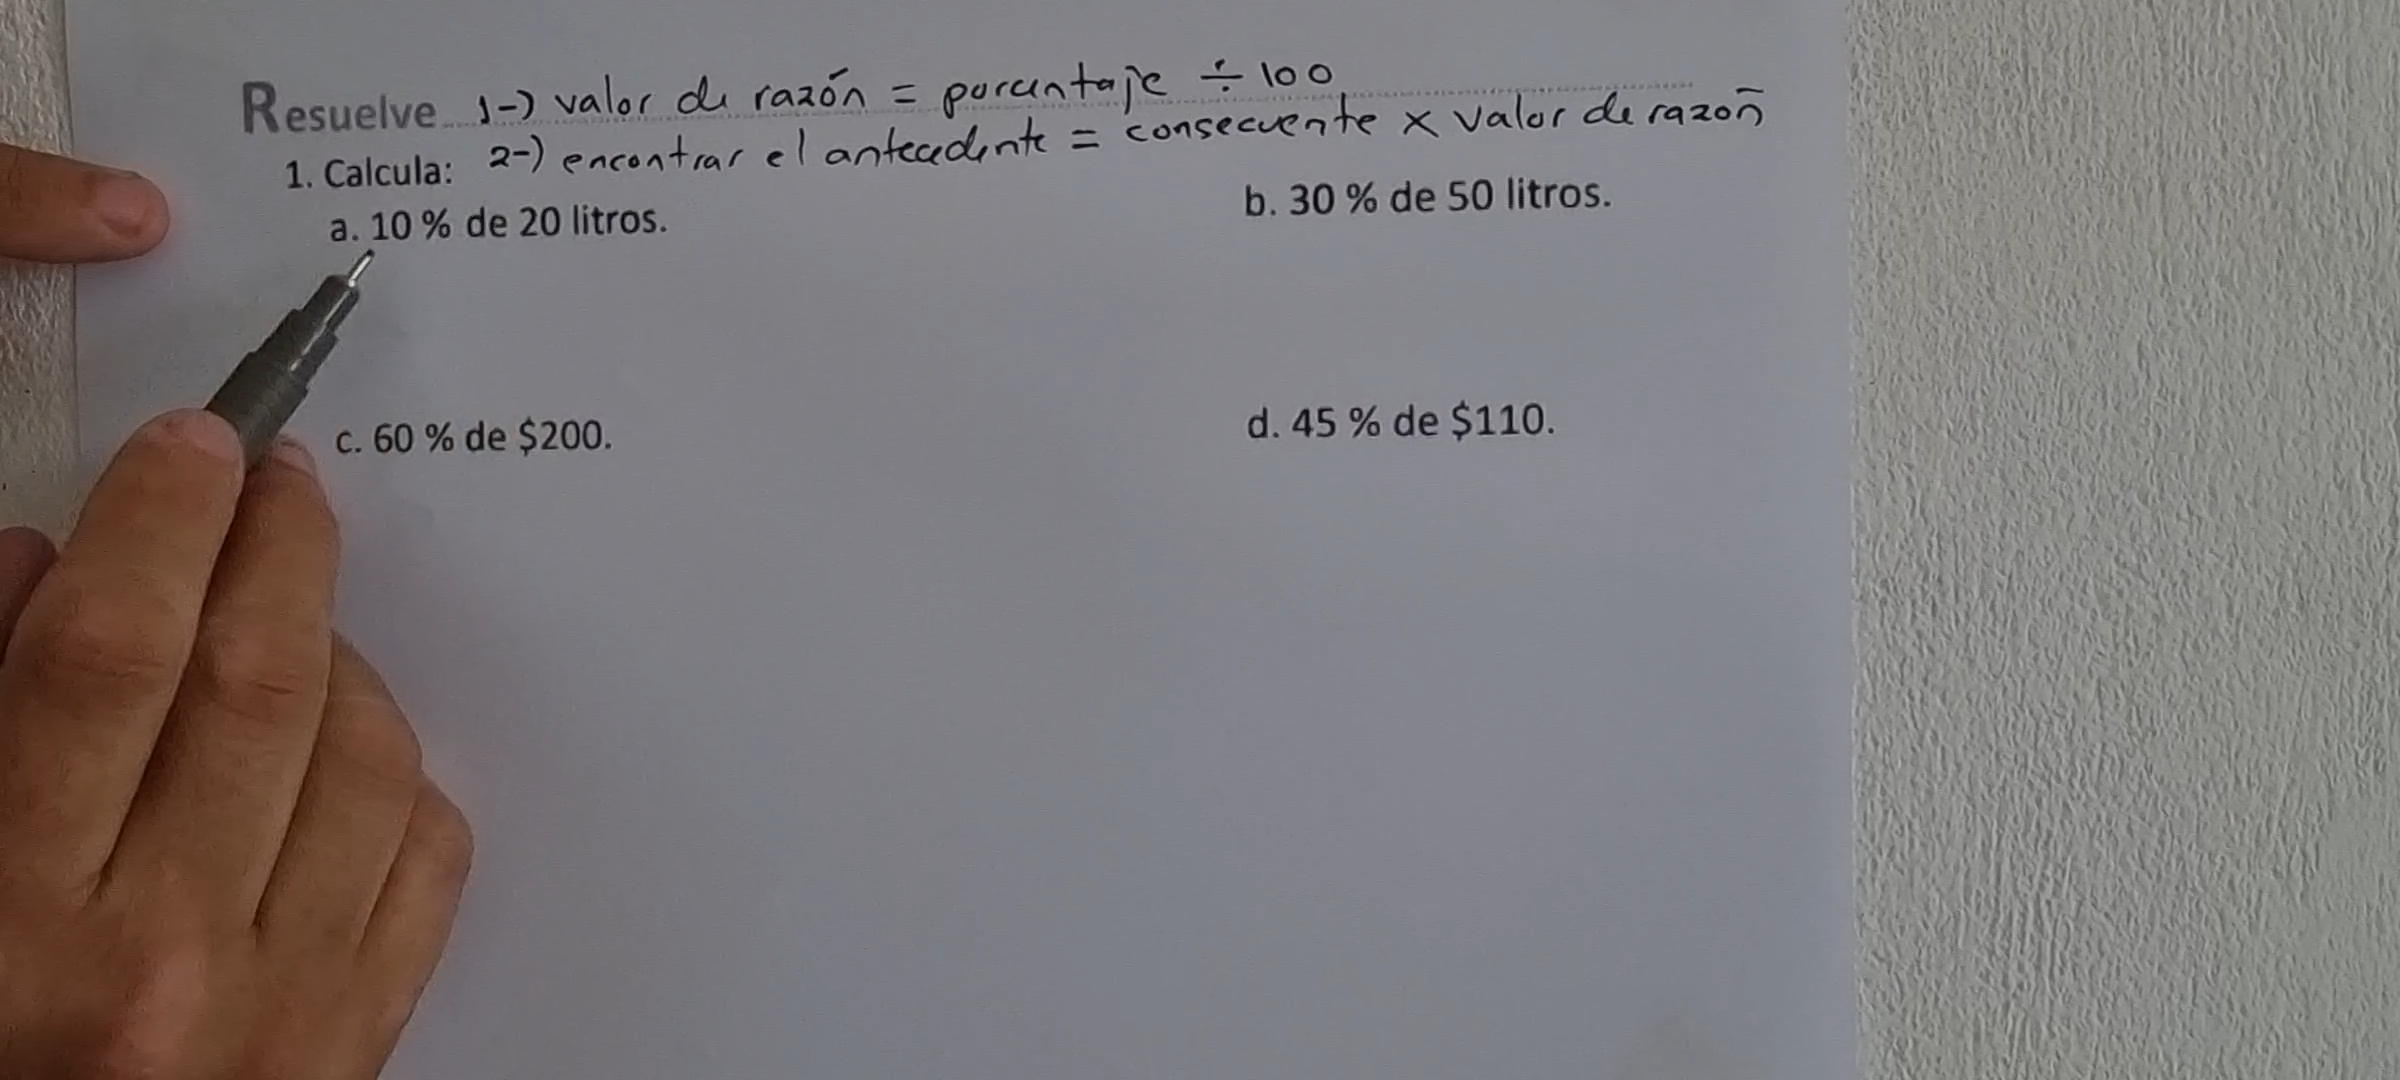 Resuelve 1-) valor de razón = porcentaje ÷ 100
2-) encontrar el antecedente = consecuente x valor de razón
1. Calcula:
a. 10 % de 20 litros.
b. 30 % de 50 litros.
c. 60 % de $200.
d. 45 % de $110.